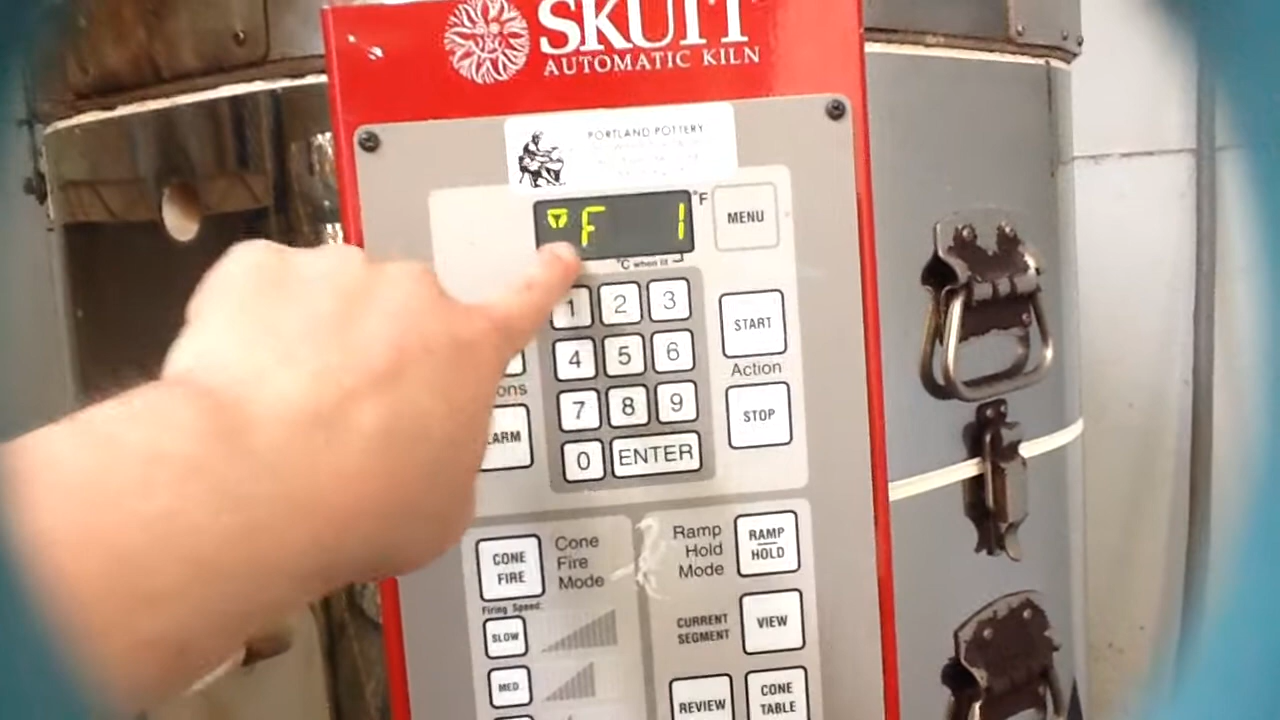 SKUTT
AUTOMATIC KILN
PORTLAND POTTERY
°F 1
°F
MENU
°C when lit
1 2 3
START
4 5 6
Action
7 8 9
STOP
0 ENTER
CONE FIRE
Cone Fire Mode
Ramp Hold Mode
RAMP HOLD
Firing Speed:
SLOW
CURRENT SEGMENT
VIEW
MED
REVIEW
CONE TABLE